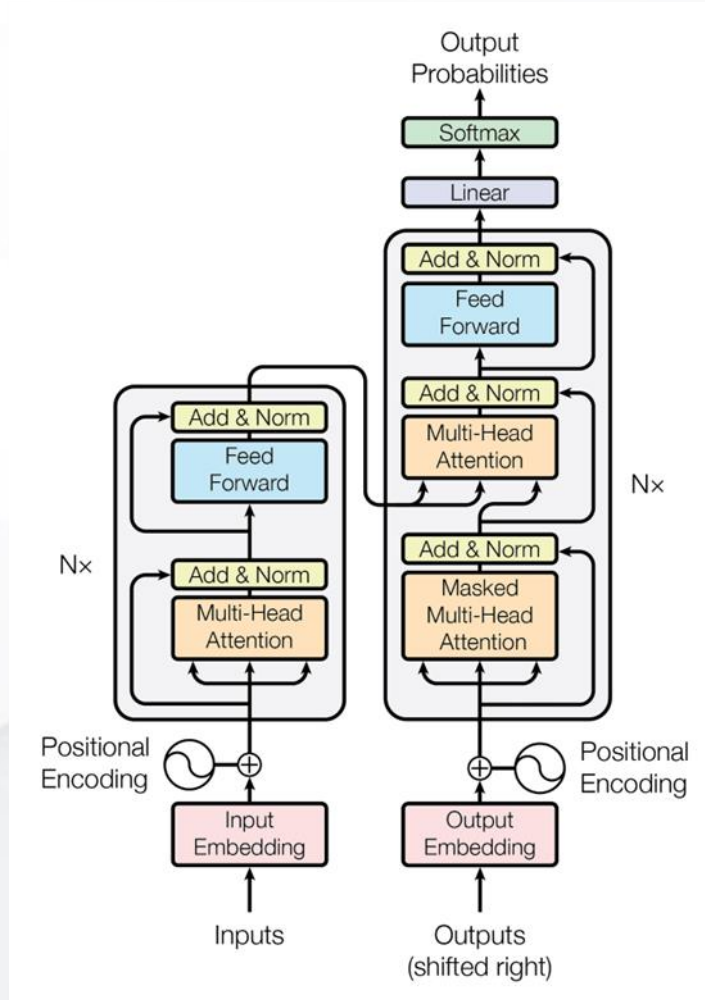 Output
Probabilities
Softmax
Linear
Add & Norm
Feed
Forward
Add & Norm
Multi-Head
Attention
Add & Norm
Masked
Multi-Head
Attention
N×
Add & Norm
Feed
Forward
Add & Norm
Multi-Head
Attention
N×
Positional
Encoding
Positional
Encoding
Input
Embedding
Output
Embedding
Inputs
Outputs
(shifted right)